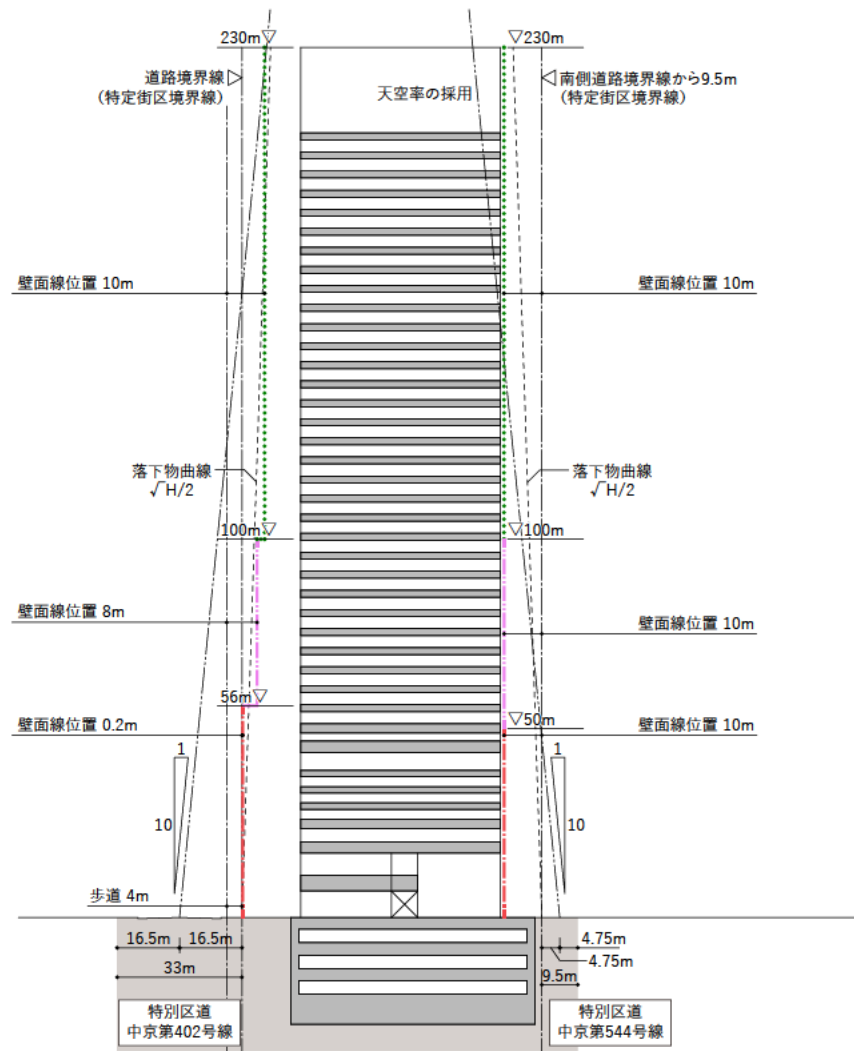 230m▽
▽230m
道路境界線
(特定街区境界線)
南側道路境界線から9.5m
(特定街区境界線)
天空率の採用
壁面線位置 10m
壁面線位置 10m
落下物曲線
√H/2
落下物曲線
√H/2
100m▽
▽100m
壁面線位置 8m
壁面線位置 10m
56m▽
▽50m
壁面線位置 0.2m
壁面線位置 10m
1
10
1
10
歩道 4m
16.5m
16.5m
33m
4.75m
4.75m
9.5m
特別区道
中京第402号線
特別区道
中京第544号線